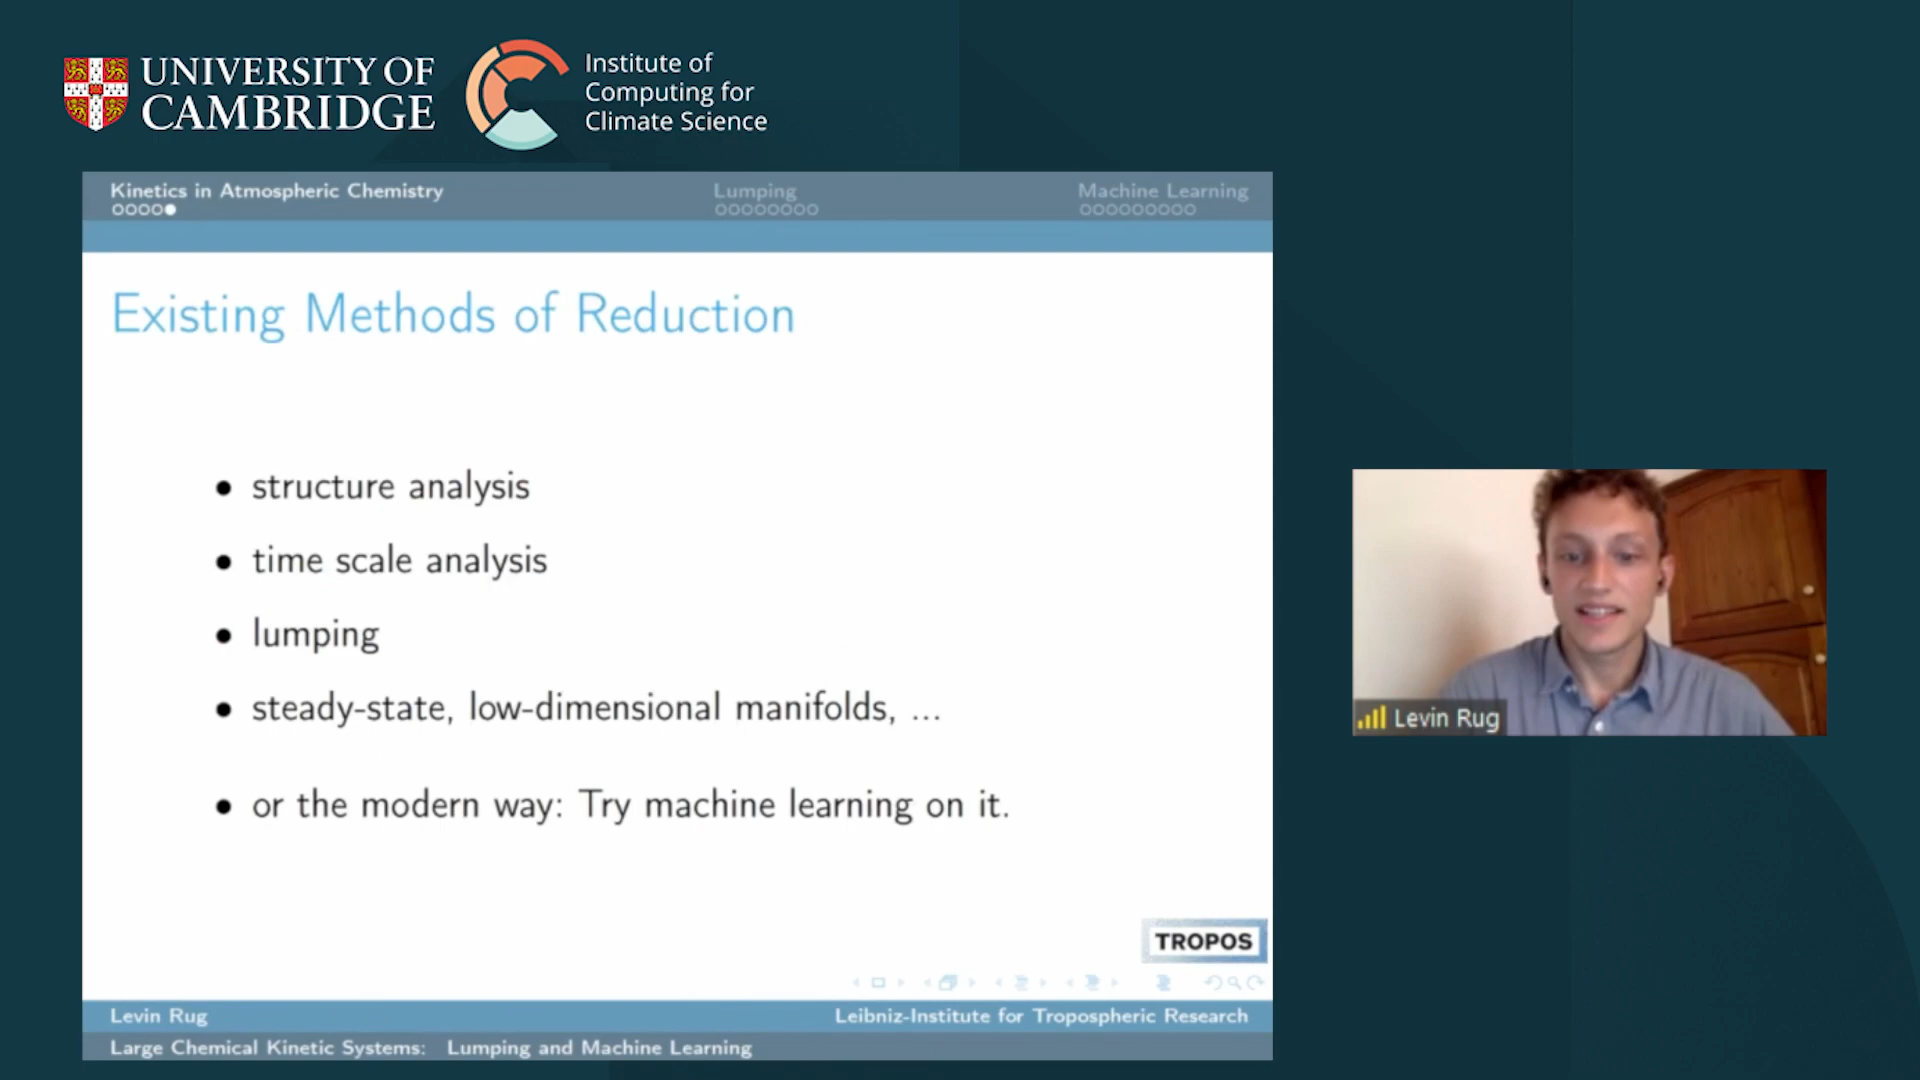 UNIVERSITY OF
CAMBRIDGE
Institute of
Computing for
Climate Science
Kinetics in Atmospheric Chemistry
Lumping
Machine Learning
Existing Methods of Reduction
• structure analysis
• time scale analysis
• lumping
• steady-state, low-dimensional manifolds, ...
• or the modern way: Try machine learning on it.
TROPOS
Levin Rug
Leibniz-Institute for Tropospheric Research
Large Chemical Kinetic Systems: Lumping and Machine Learning
Levin Rug